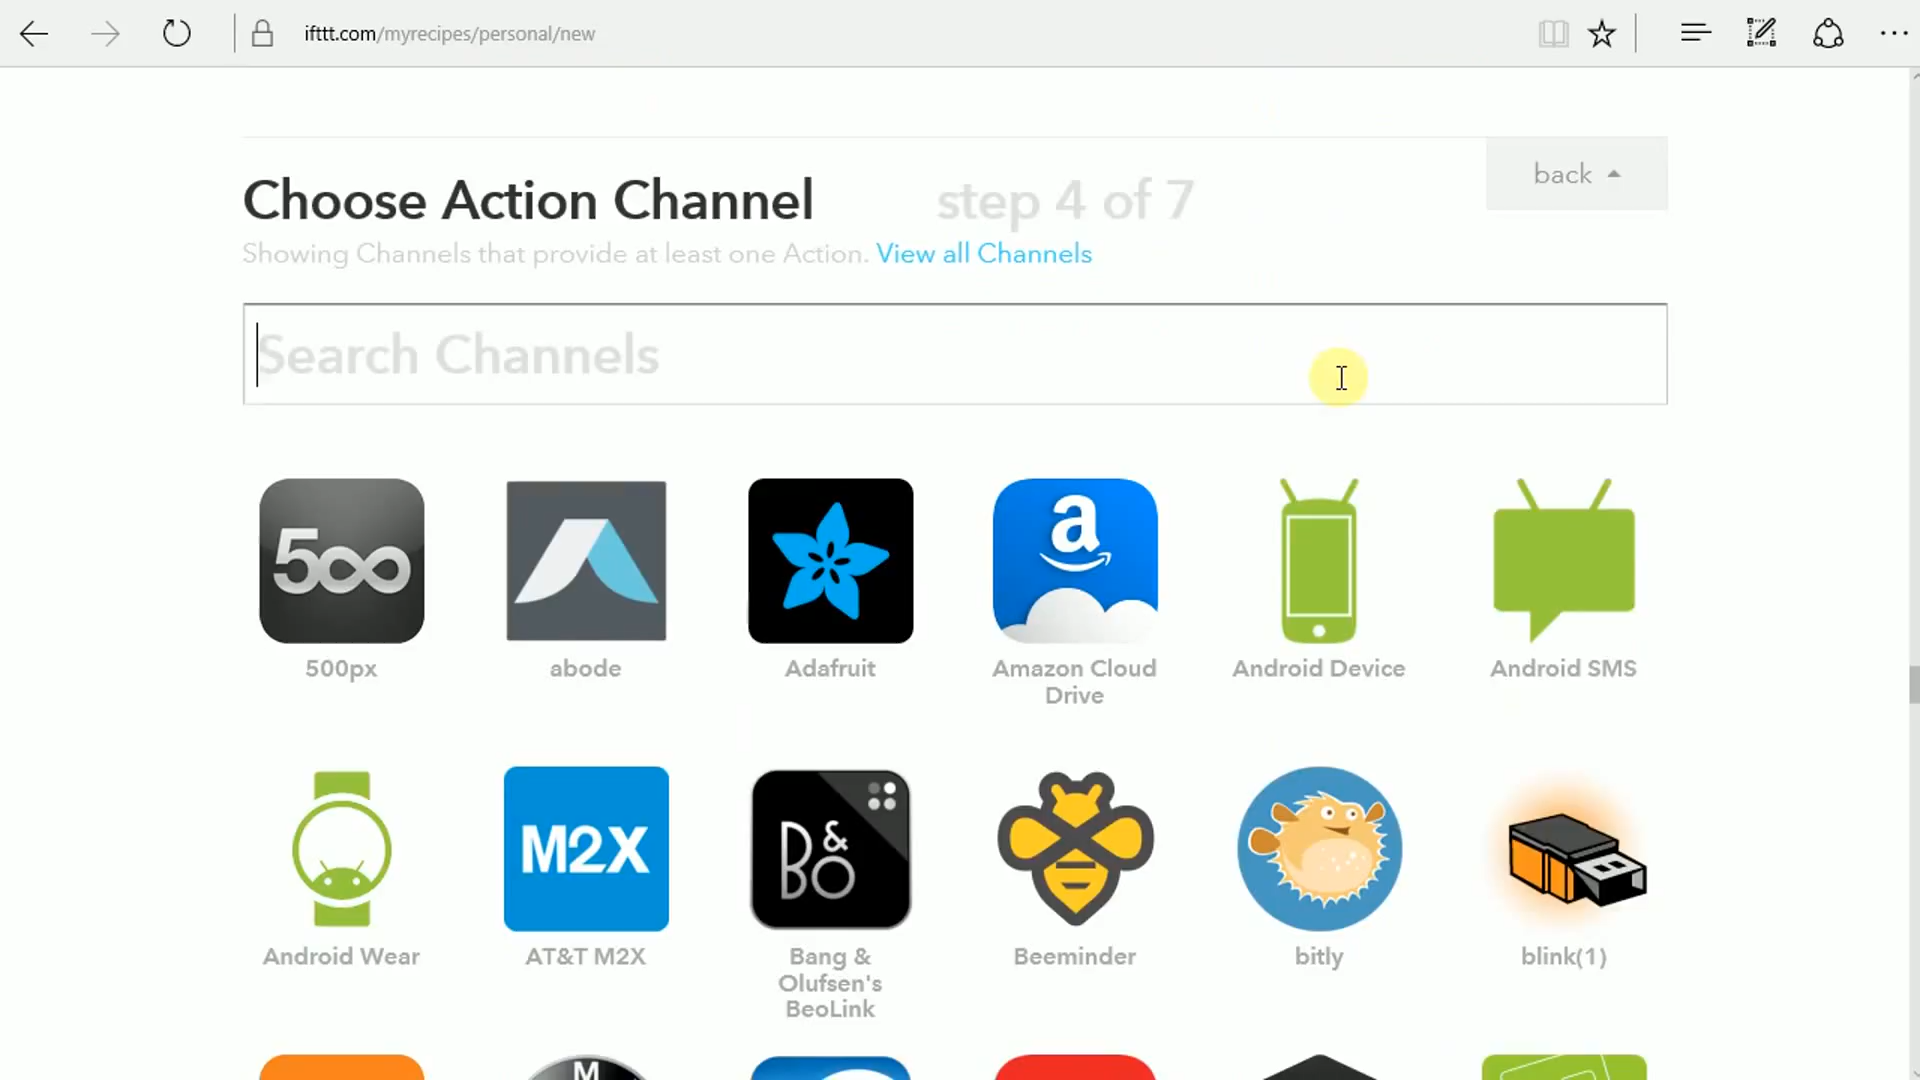 ifttt.com/myrecipes/personal/new
back
Choose Action Channel step 4 of 7
Showing Channels that provide at least one Action. View all Channels
Search Channels
500
a
500px abode Adafruit Amazon Cloud Drive Android Device Android SMS
M2X
B&O
Android Wear AT&T M2X Bang & Olufsen's BeoLink Beeminder bitly blink(1)
M